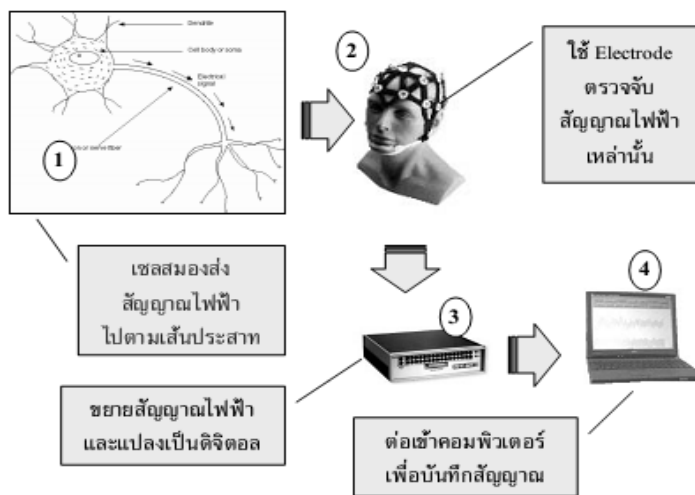 Dendrite
Cell body or soma
Electrical
signal
or nerve fiber
1
2
ใช้ Electrode
ตรวจจับ
สัญญาณไฟฟ้า
เหล่านั้น
เซลสมองส่ง
สัญญาณไฟฟ้า
ไปตามเส้นประสาท
3
4
ขยายสัญญาณไฟฟ้า
และแปลงเป็นดิจิตอล
ต่อเข้าคอมพิวเตอร์
เพื่อบันทึกสัญญาณ